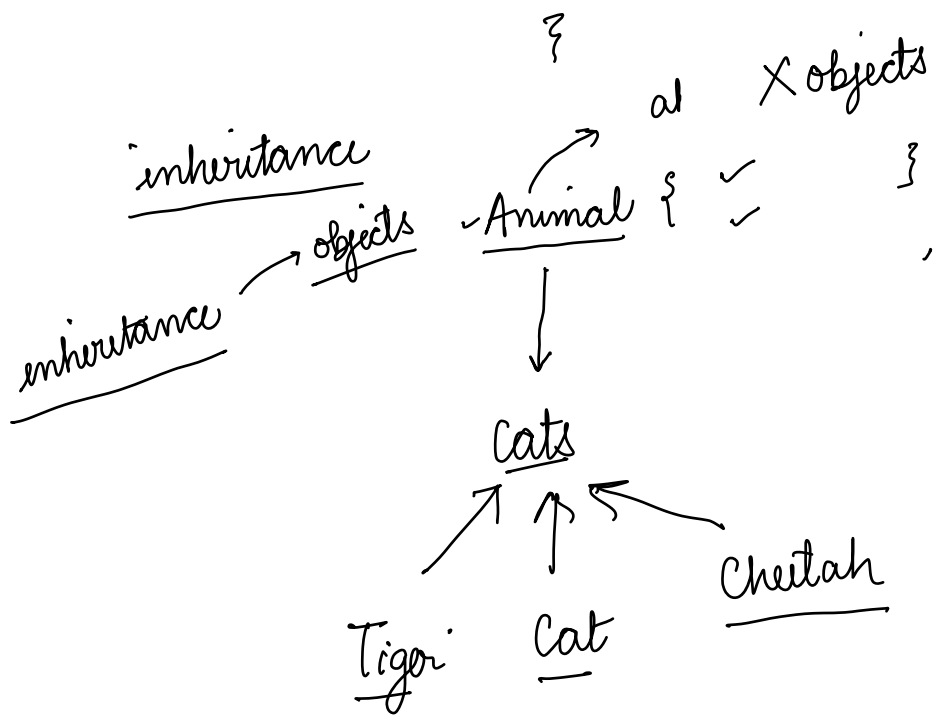 }
al X objects
inheritance
objects ✓ Animal { ✓ }
✓
,
inheritance
Cats
Cheetah
Tiger Cat